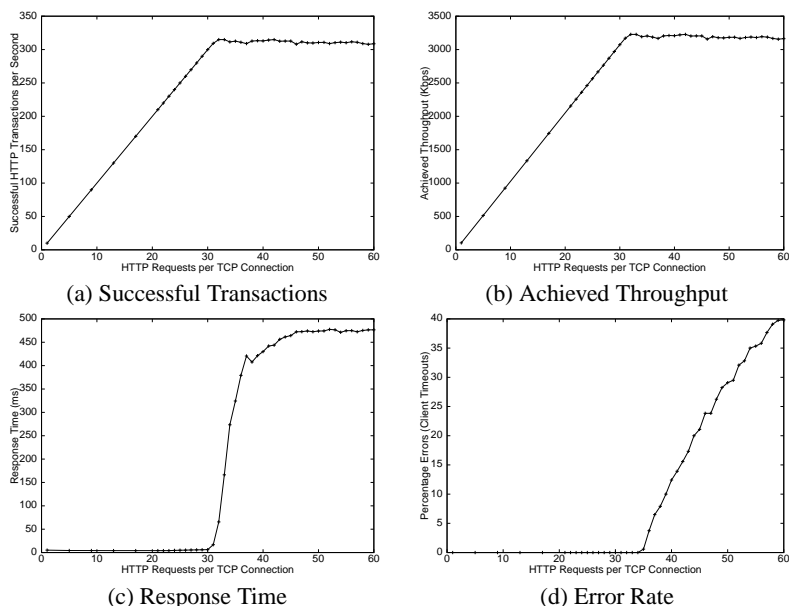 350
300
250
200
150
100
50
0
Successful HTTP Transactions per Second
0 10 20 30 40 50 60
HTTP Requests per TCP Connection
(a) Successful Transactions
3500
3000
2500
2000
1500
1000
500
0
Achieved Throughput (Kbps)
0 10 20 30 40 50 60
HTTP Requests per TCP Connection
(b) Achieved Throughput
500
450
400
350
300
250
200
150
100
50
0
Response Time (ms)
0 10 20 30 40 50 60
HTTP Requests per TCP Connection
(c) Response Time
40
35
30
25
20
15
10
5
0
Percentage Errors (Client Timeouts)
0 10 20 30 40 50 60
HTTP Requests per TCP Connection
(d) Error Rate